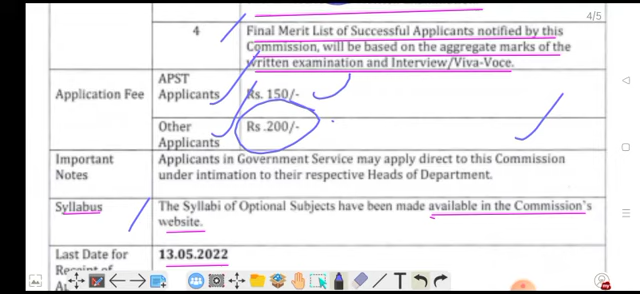 4/5
4
Final Merit List of Successful Applicants notified by this
Commission, will be based on the aggregate marks of the
written examination and Interview/Viva-Voce.
Application Fee
APST
Applicants
Rs. 150/-
Other
Applicants
Rs .200/-
Important
Notes
Applicants in Government Service may apply direct to this Commission
under intimation to their respective Heads of Department.
Syllabus
The Syllabi of Optional Subjects have been made available in the Commission's
website.
Last Date for
13.05.2022
Receipt of